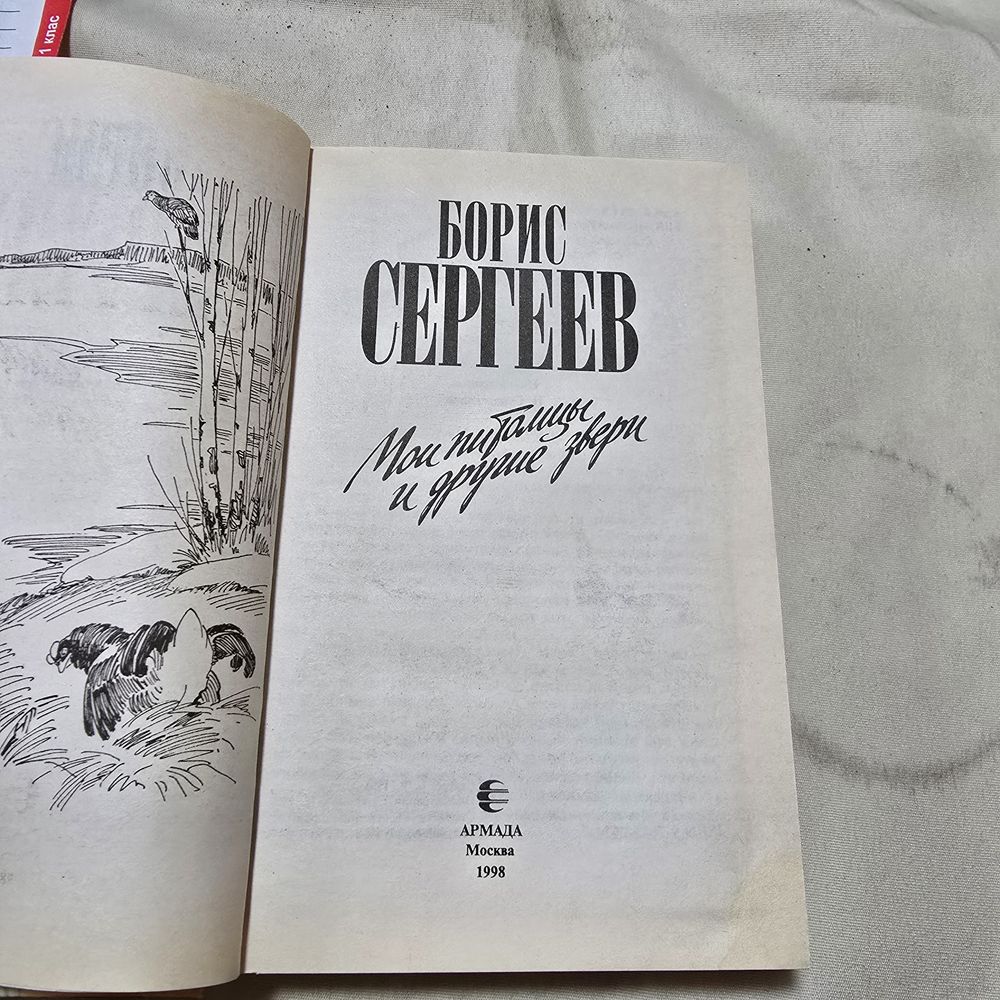 1 клас
БОРИС
СЕРГЕЕВ
Мои питомцы
и другие звери
АРМАДА
Москва
1998